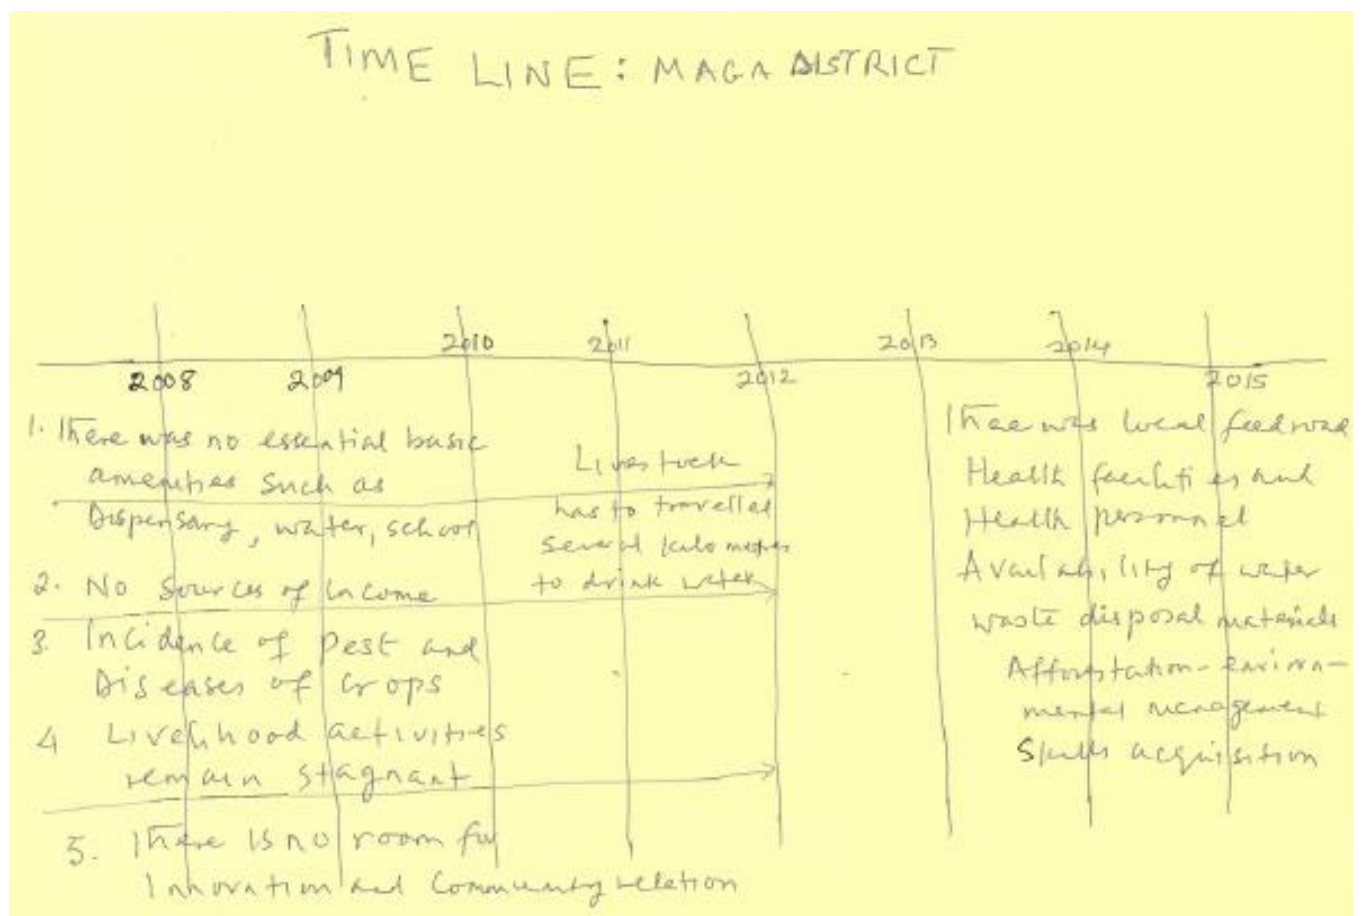 TIME LINE: MAGA DISTRICT
2008 2009 2010 2011 2012 2013 2014 2015
1. There was no essential basic
amenities such as
Dispensary, water, school
2. No Sources of income
3. Incidence of Pest and
Diseases of crops
4 Livelihood activities
remain stagnant
5. There is no room for
Innovation and Community relation
Livestock
has to travelled
several kilometres
to drink water
There was local feed road
Health facilities and
Health personnel
Availability of water
waste disposal materials
Afforestation-environ-
mental management
Skills acquisition